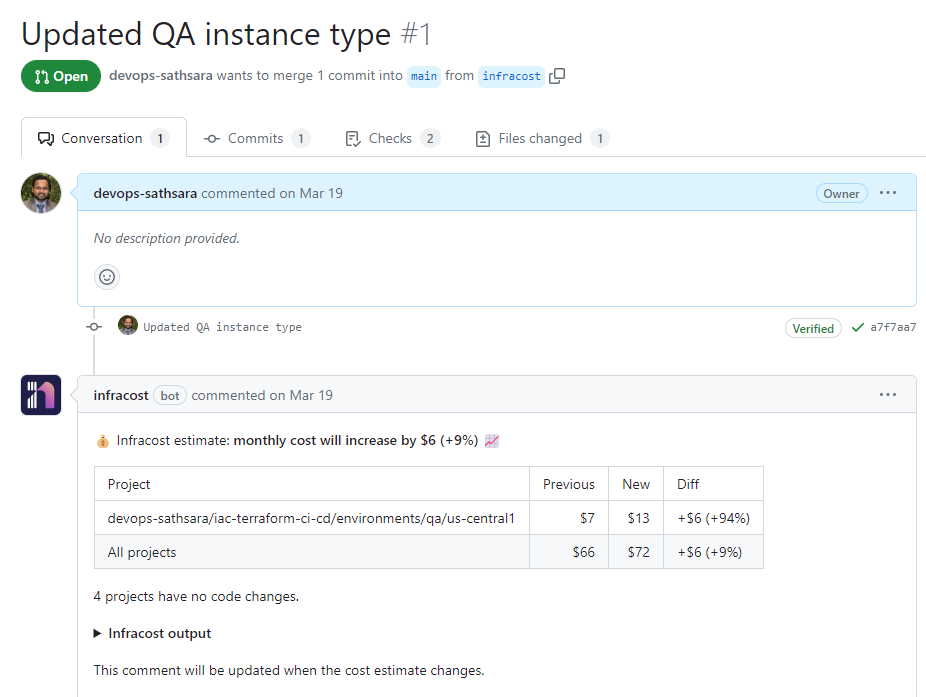 Updated QA instance type #1
Open devops-sathsara wants to merge 1 commit into main from infracost
Conversation 1 Commits 1 Checks 2 Files changed 1
devops-sathsara commented on Mar 19 Owner
No description provided.
Updated QA instance type Verified a7f7aa7
infracost bot commented on Mar 19
Infracost estimate: monthly cost will increase by $6 (+9%)
Project Previous New Diff
devops-sathsara/iac-terraform-ci-cd/environments/qa/us-central1 $7 $13 +$6 (+94%)
All projects $66 $72 +$6 (+9%)
4 projects have no code changes.
Infracost output
This comment will be updated when the cost estimate changes.